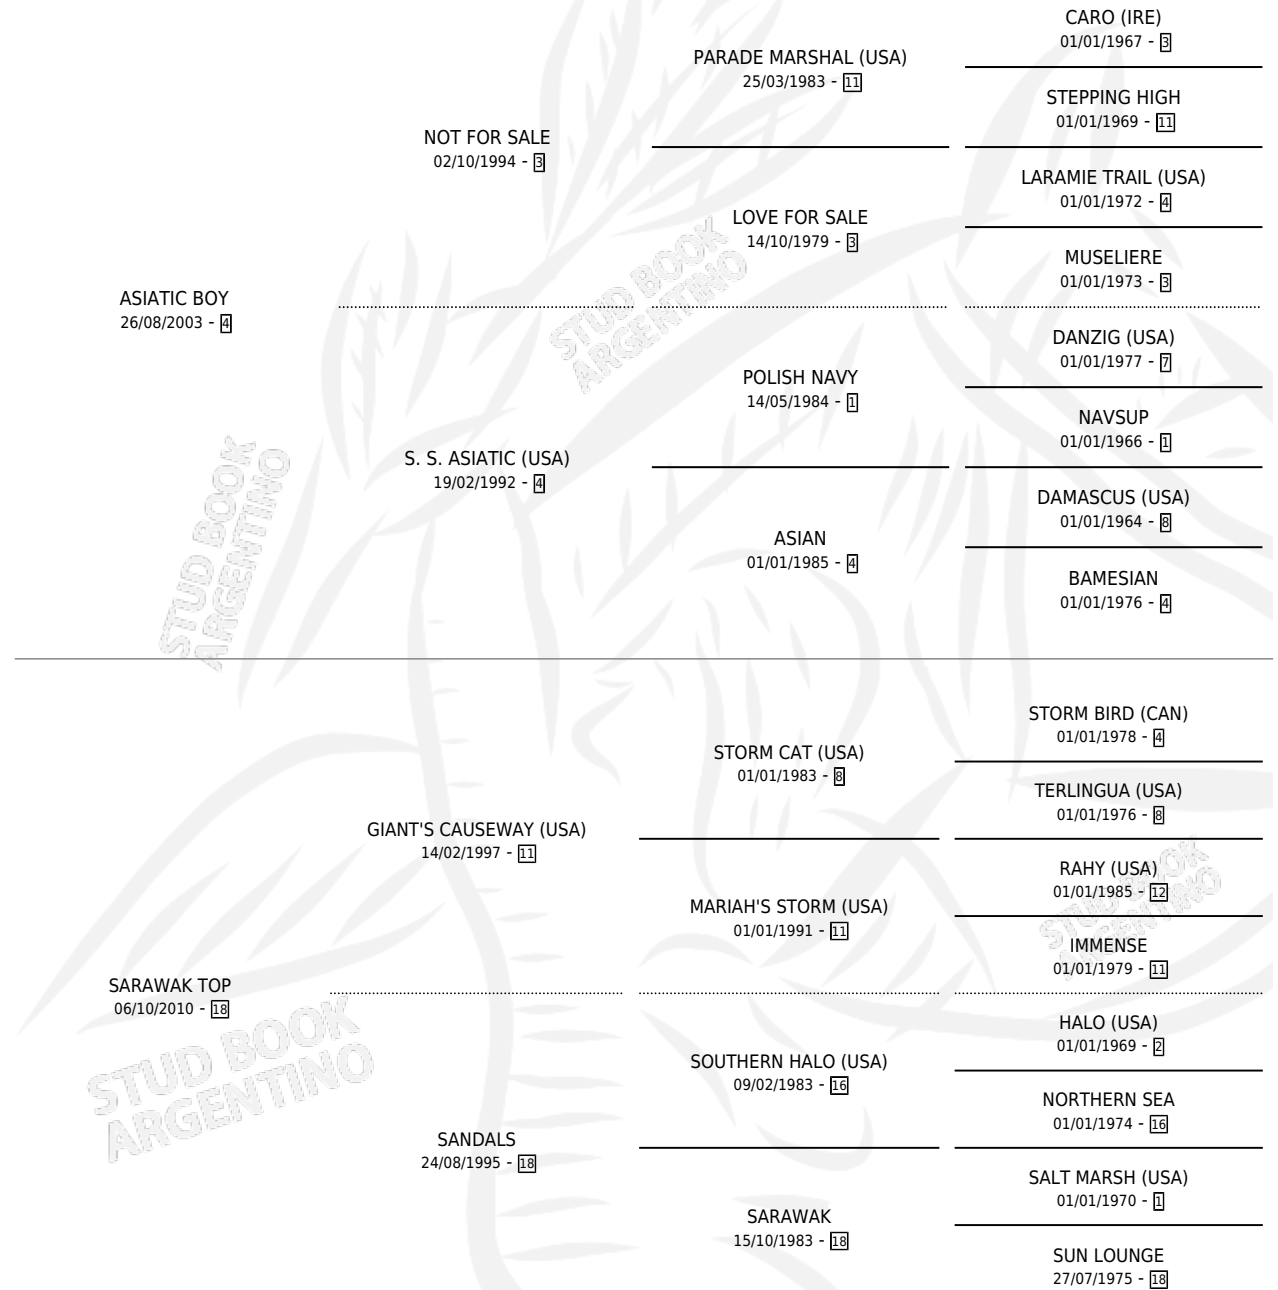 CARO (IRE)
01/01/1967 - 3
PARADE MARSHAL (USA)
25/03/1983 - 11
STEPPING HIGH
01/01/1969 - 11
NOT FOR SALE
02/10/1994 - 3
LARAMIE TRAIL (USA)
01/01/1972 - 4
LOVE FOR SALE
14/10/1979 - 3
MUSELIERE
01/01/1973 - 3
ASIATIC BOY
26/08/2003 - 4
STUD BOOK
ARGENTINO
DANZIG (USA)
01/01/1977 - 7
POLISH NAVY
14/05/1984 - 1
NAVSUP
01/01/1966 - 1
S. S. ASIATIC (USA)
19/02/1992 - 4
DAMASCUS (USA)
01/01/1964 - 8
ASIAN
01/01/1985 - 4
BAMESIAN
01/01/1976 - 4
STUD BOOK
ARGENTINO
STORM BIRD (CAN)
01/01/1978 - 4
STORM CAT (USA)
01/01/1983 - 8
TERLINGUA (USA)
01/01/1976 - 8
GIANT'S CAUSEWAY (USA)
14/02/1997 - 11
RAHY (USA)
01/01/1985 - 12
MARIAH'S STORM (USA)
01/01/1991 - 11
STUD BOOK
ARGENTINO
IMMENSE
01/01/1979 - 11
SARAWAK TOP
06/10/2010 - 18
HALO (USA)
01/01/1969 - 2
SOUTHERN HALO (USA)
09/02/1983 - 16
STUD BOOK
ARGENTINO
NORTHERN SEA
01/01/1974 - 16
SANDALS
24/08/1995 - 18
SALT MARSH (USA)
01/01/1970 - 1
SARAWAK
15/10/1983 - 18
SUN LOUNGE
27/07/1975 - 18